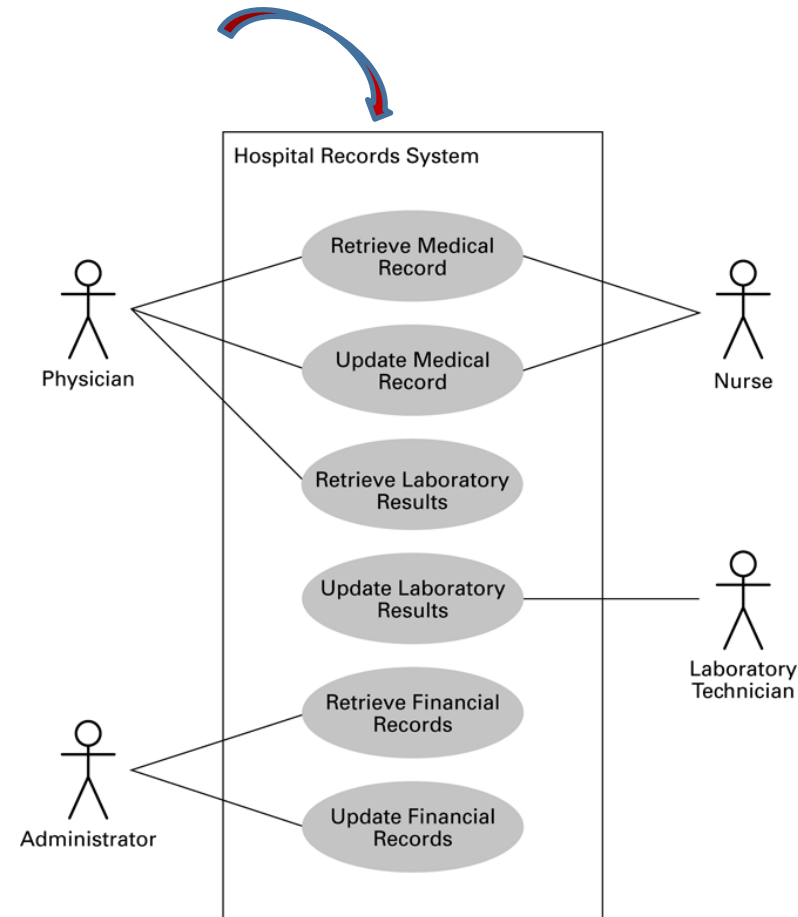 Hospital Records System
Retrieve Medical
Record
Physician
Update Medical
Record
Nurse
Retrieve Laboratory
Results
Update Laboratory
Results
Laboratory
Technician
Retrieve Financial
Records
Administrator
Update Financial
Records